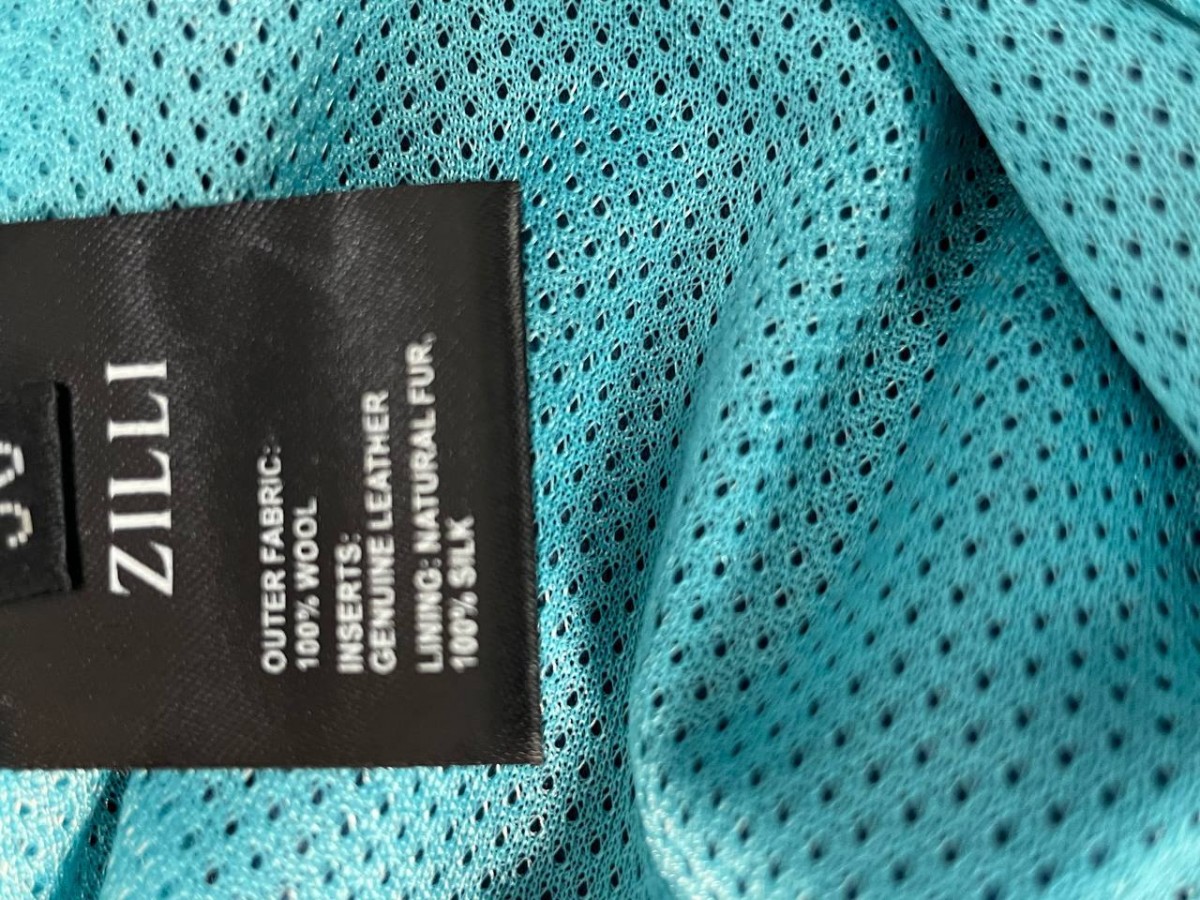 ZILLI
OUTER FABRIC:
100% WOOL
INSERTS:
GENUINE LEATHER
LINING: NATURAL FUR,
100% SILK